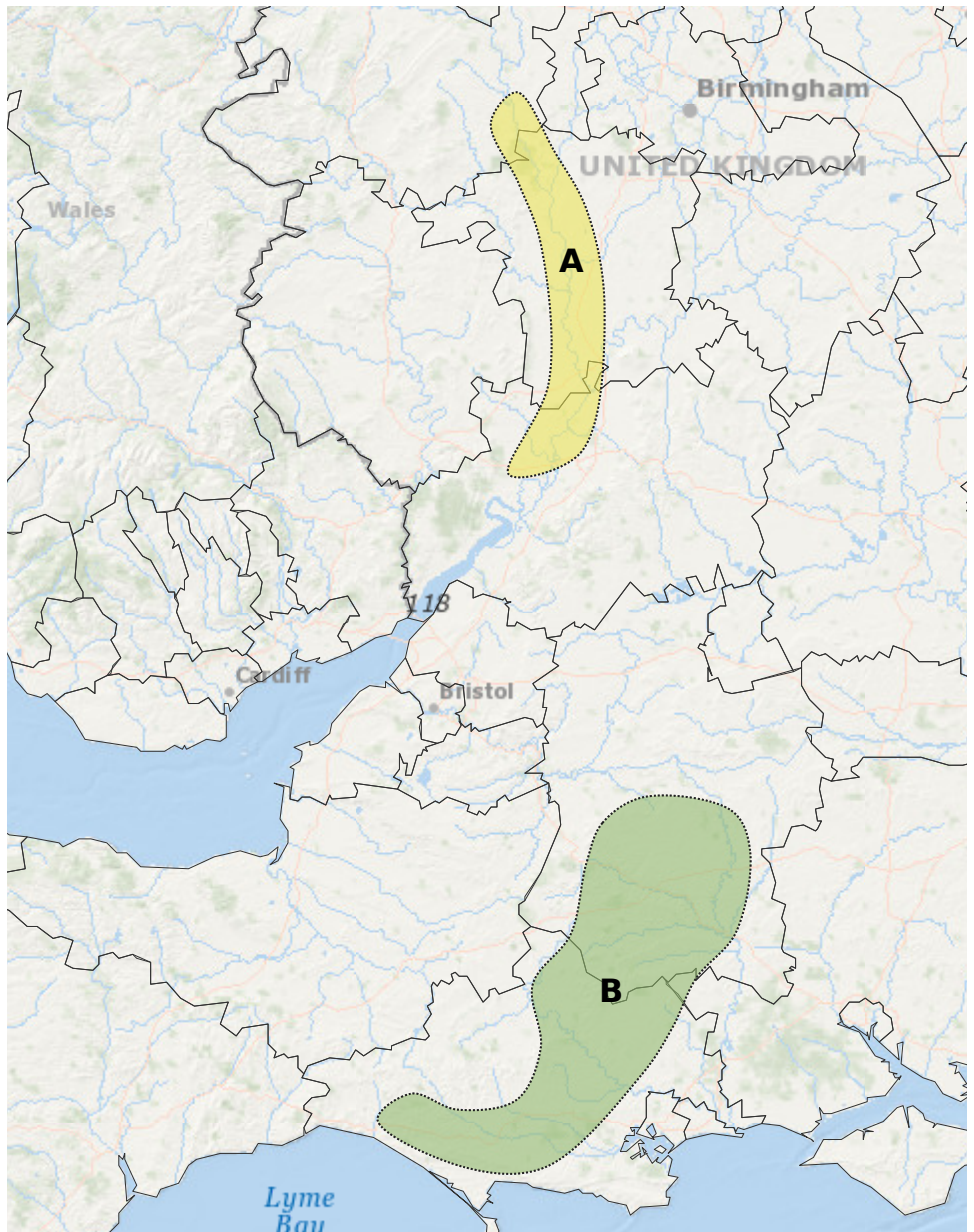 Birmingham
UNITED KINGDOM
Wales
A
118
Cardiff
Bristol
B
Lyme
Bay